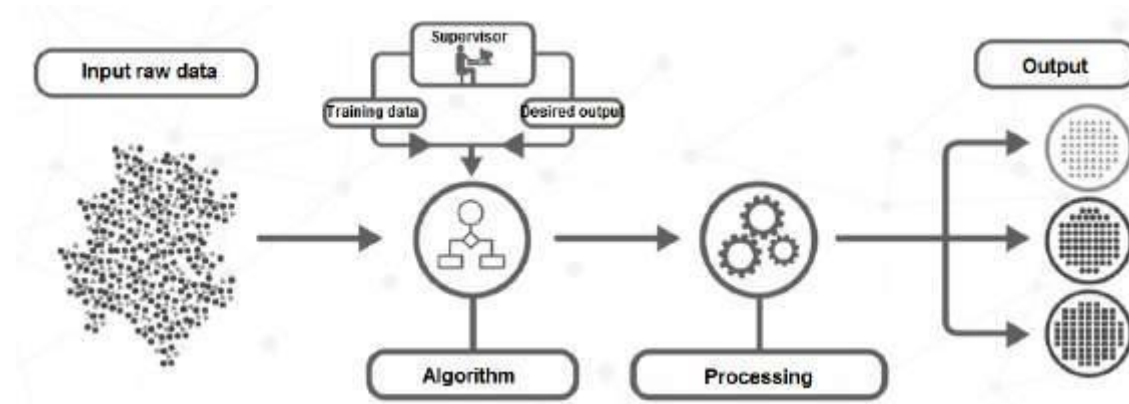 Input raw data
Supervisor
Training data
Desired output
Algorithm
Processing
Output